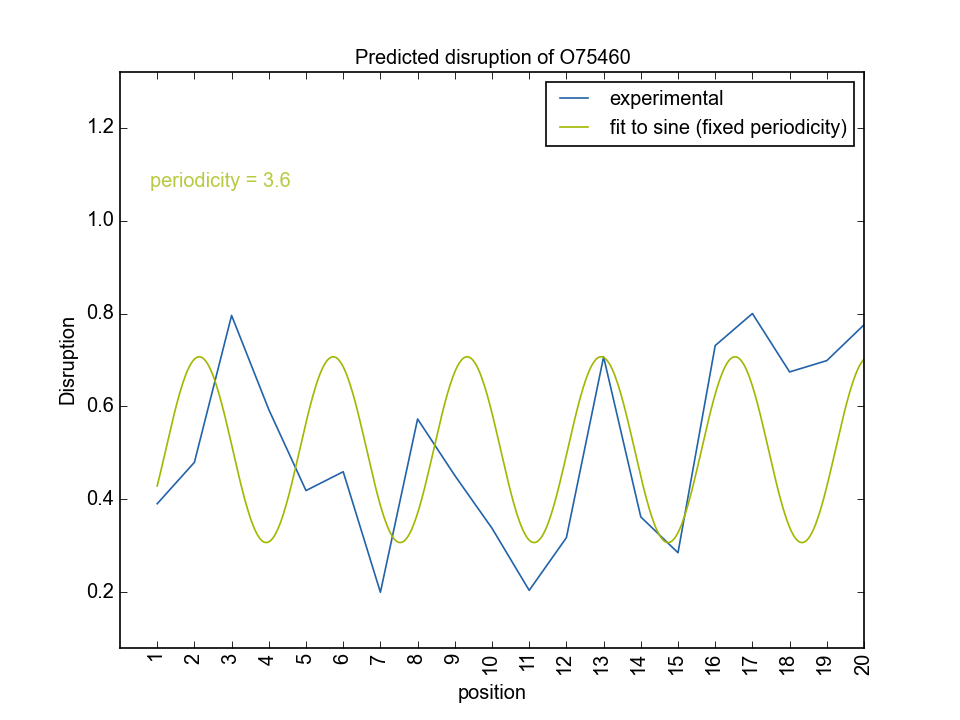 Predicted disruption of O75460
experimental
fit to sine (fixed periodicity)
periodicity = 3.6
Disruption
1.2
1.0
0.8
0.6
0.4
0.2
1 2 3 4 5 6 7 8 9 10 11 12 13 14 15 16 17 18 19 20
position